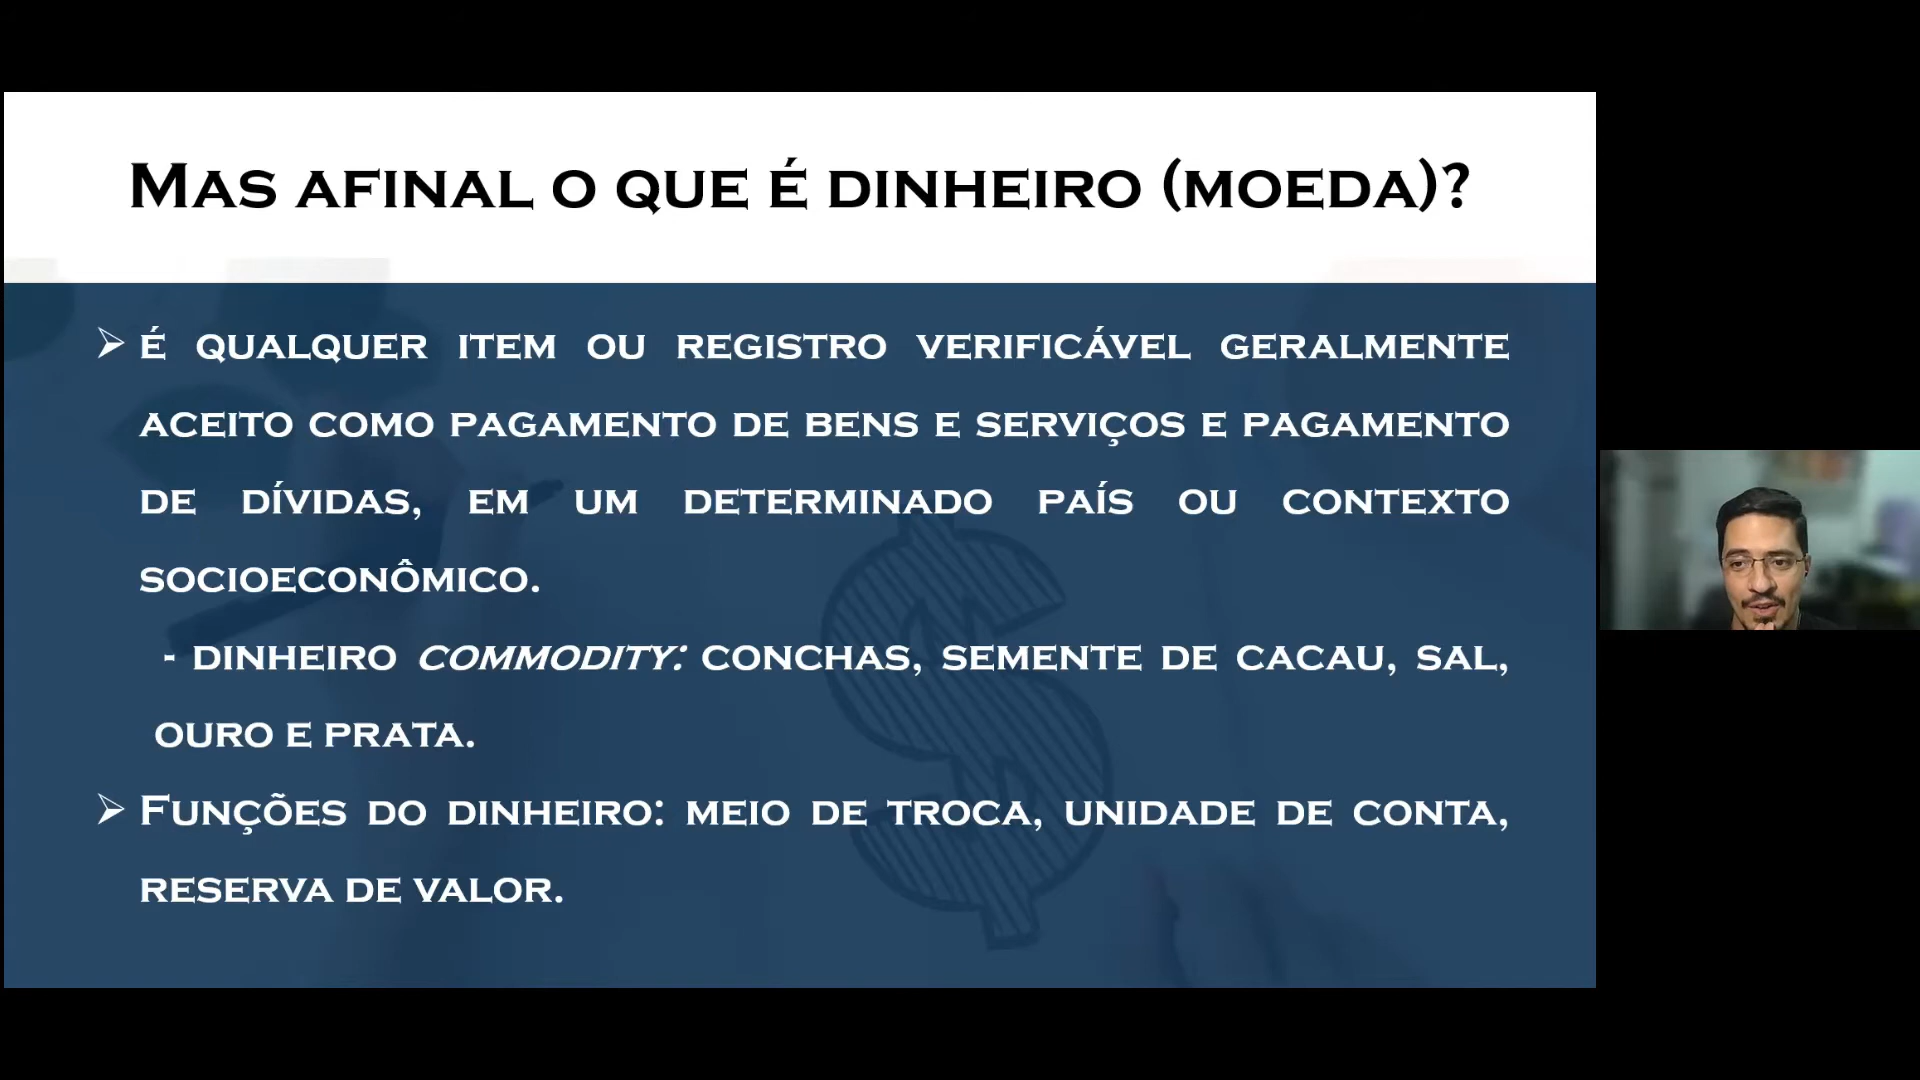 Mas afinal o que é dinheiro (moeda)?
➢ É qualquer item ou registro verificável geralmente
aceito como pagamento de bens e serviços e pagamento
de dívidas, em um determinado país ou contexto
socioeconômico.
- dinheiro commodity: conchas, semente de cacau, sal,
ouro e prata.
➢ Funções do dinheiro: meio de troca, unidade de conta,
reserva de valor.